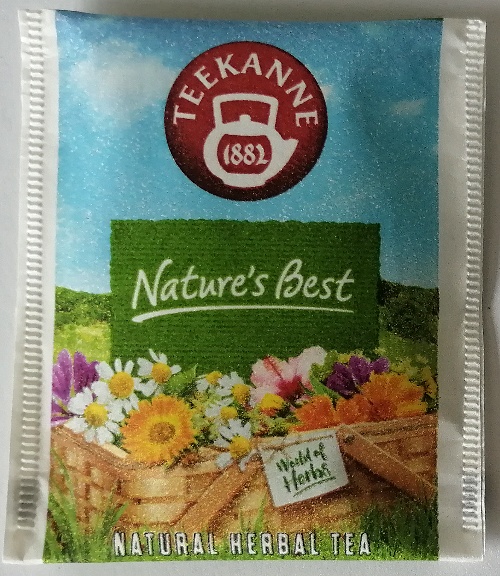 TEEKANNE
1882
Nature's Best
World of
Herbs
NATURAL HERBAL TEA